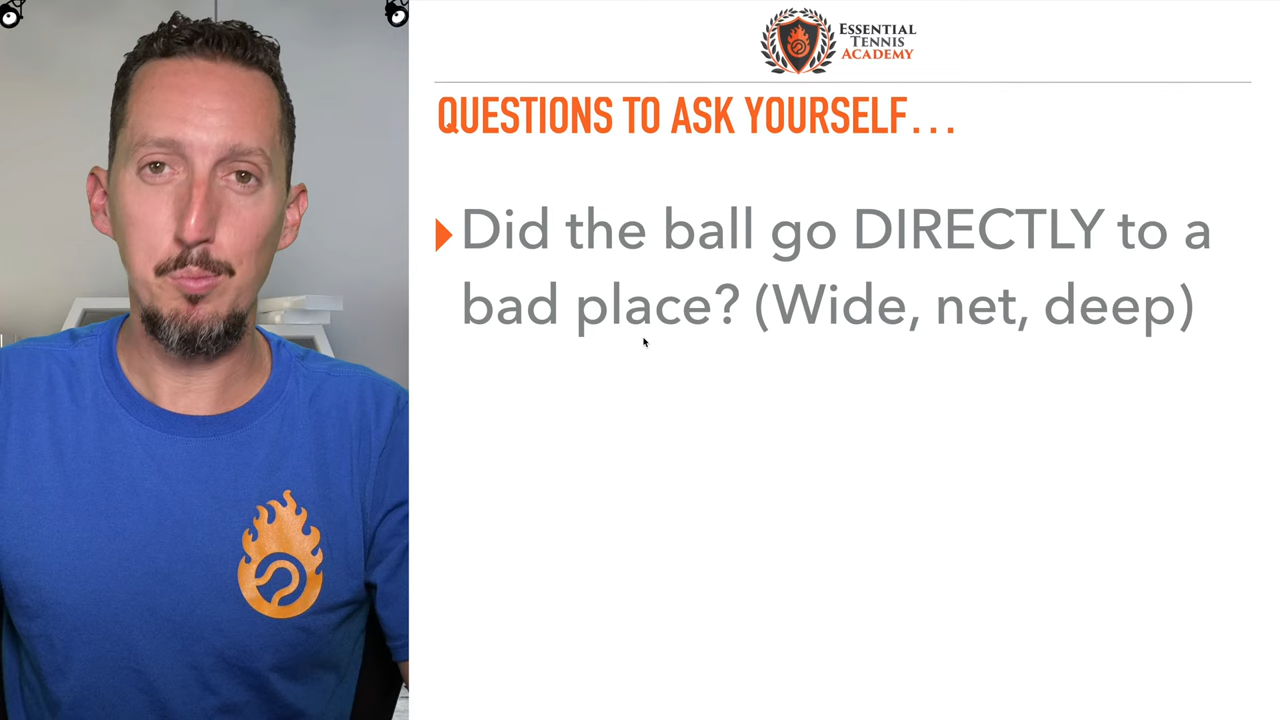 ESSENTIAL
TENNIS
ACADEMY
QUESTIONS TO ASK YOURSELF...
Did the ball go DIRECTLY to a
bad place? (Wide, net, deep)